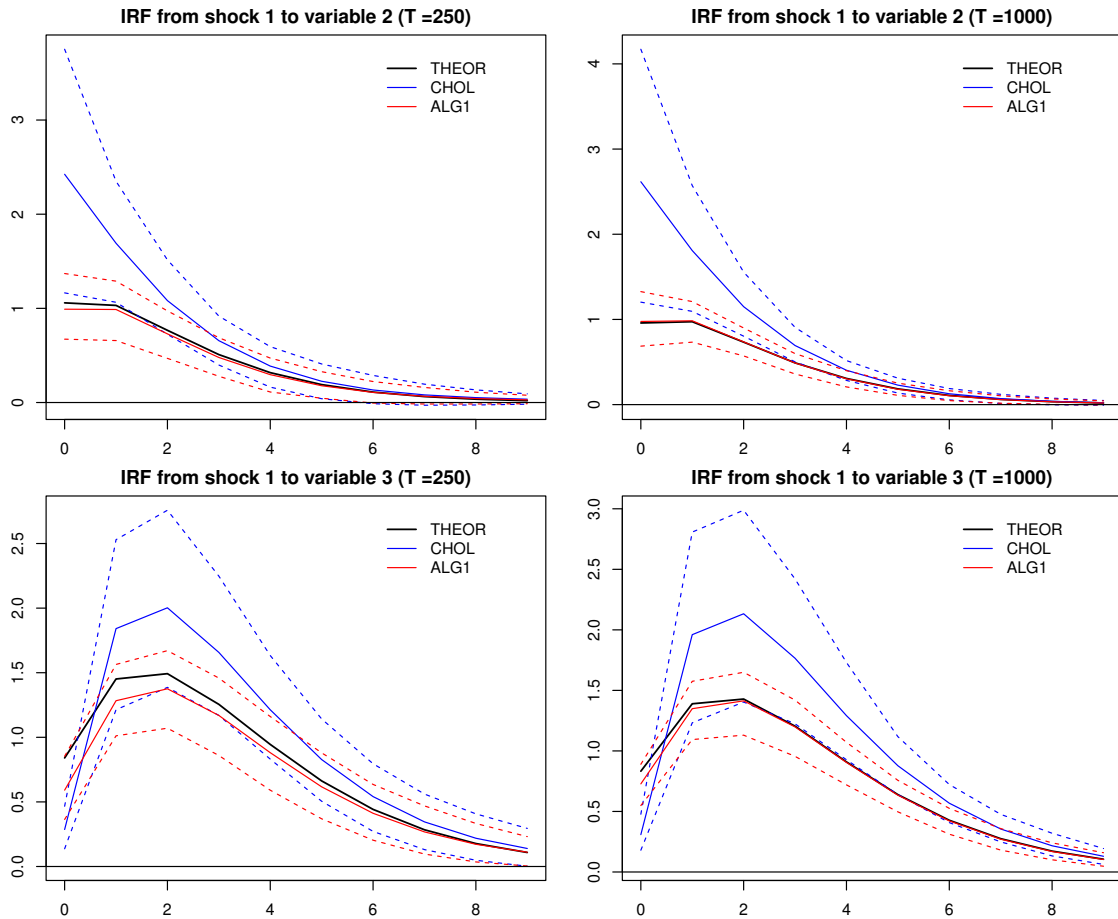 IRF from shock 1 to variable 2 (T =250)
THEOR
CHOL
ALG1
3
2
1
0
0 2 4 6 8
IRF from shock 1 to variable 2 (T =1000)
THEOR
CHOL
ALG1
4
3
2
1
0
0 2 4 6 8
IRF from shock 1 to variable 3 (T =250)
THEOR
CHOL
ALG1
2.5
2.0
1.5
1.0
0.5
0.0
0 2 4 6 8
IRF from shock 1 to variable 3 (T =1000)
THEOR
CHOL
ALG1
3.0
2.5
2.0
1.5
1.0
0.5
0.0
0 2 4 6 8